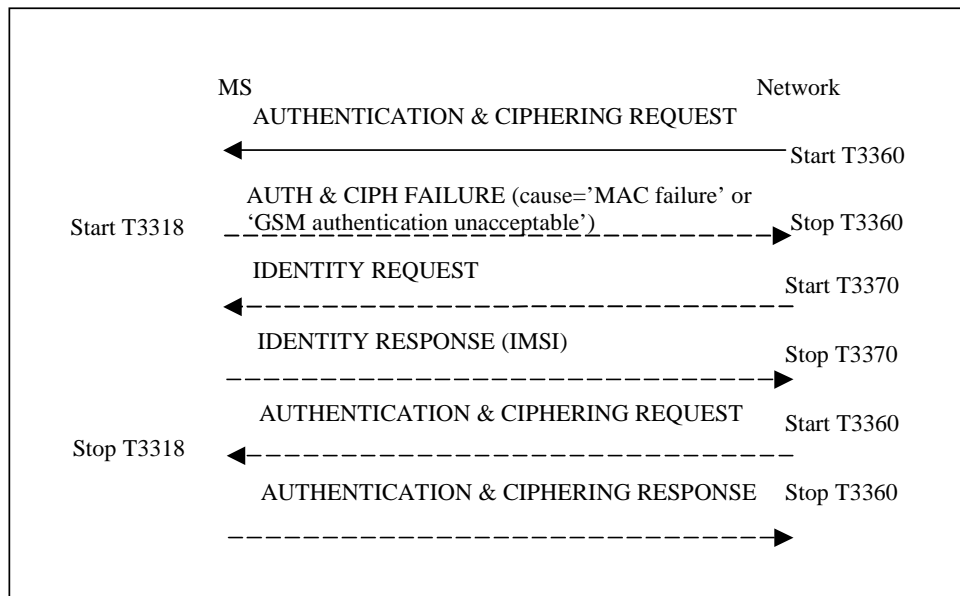 MS Network
AUTHENTICATION & CIPHERING REQUEST
Start T3360
AUTH & CIPH FAILURE (cause='MAC failure' or
‘GSM authentication unacceptable’)
Start T3318
Stop T3360
IDENTITY REQUEST
Start T3370
IDENTITY RESPONSE (IMSI)
Stop T3370
AUTHENTICATION & CIPHERING REQUEST
Start T3360
Stop T3318
AUTHENTICATION & CIPHERING RESPONSE
Stop T3360